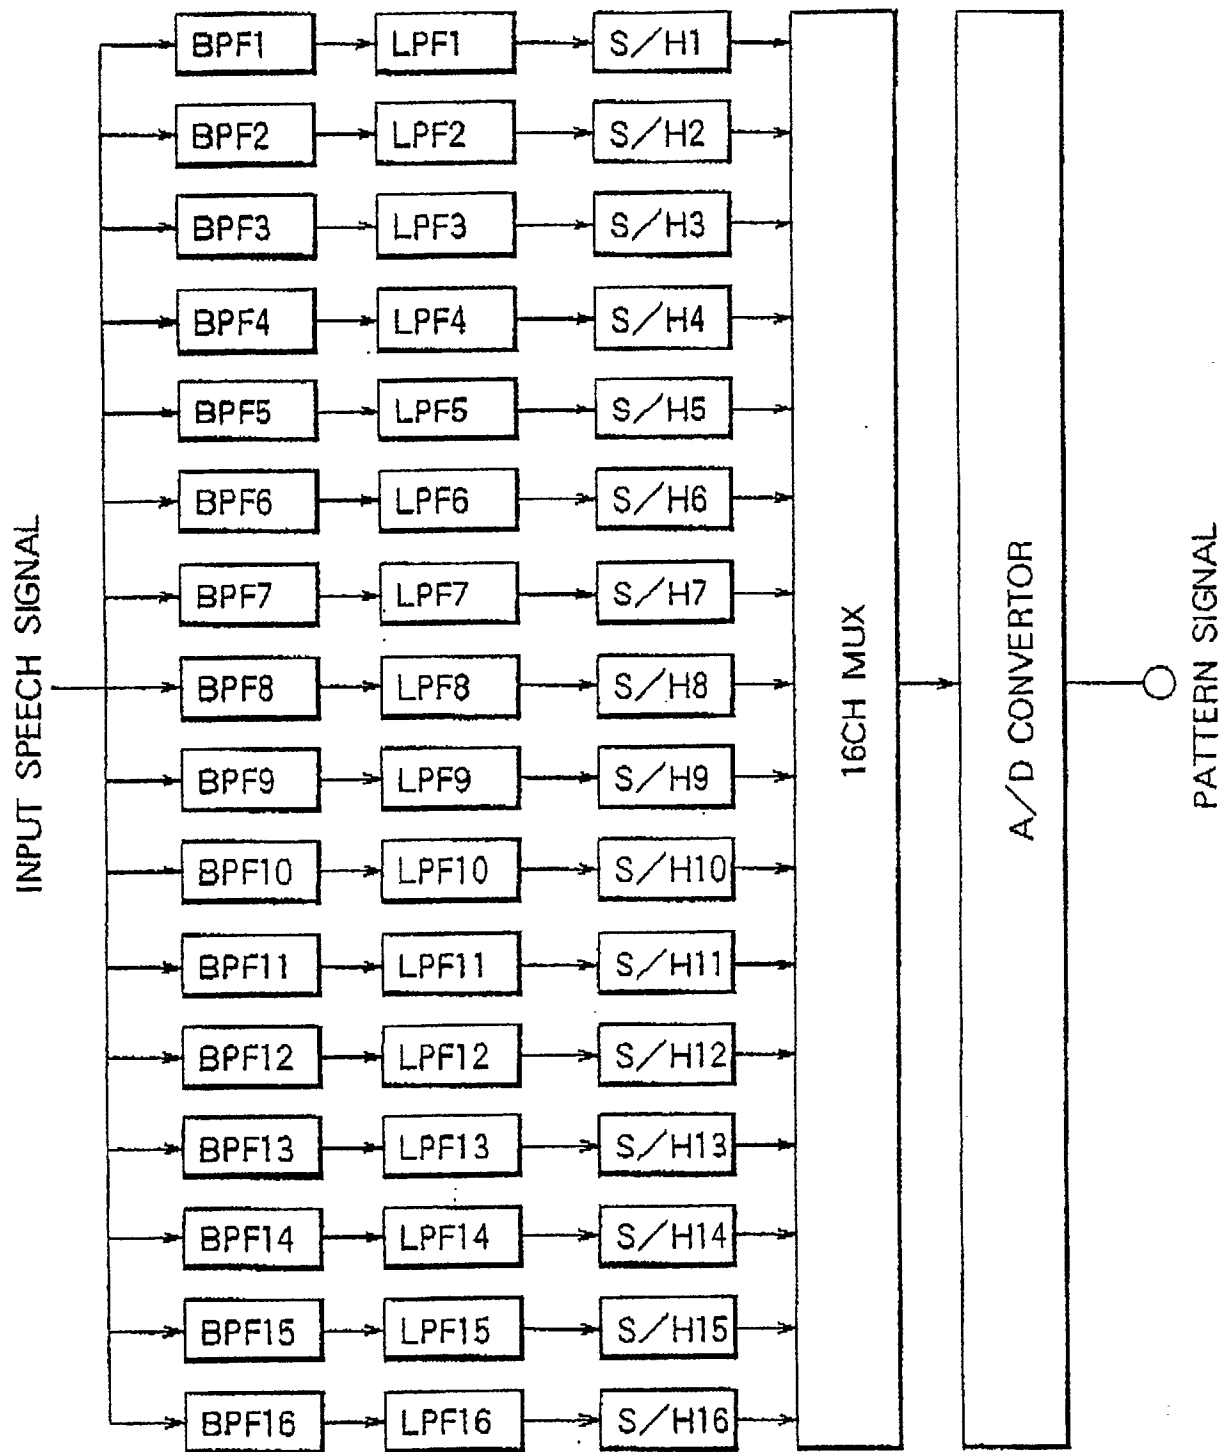 INPUT SPEECH SIGNAL
BPF1 LPF1 S/H1
BPF2 LPF2 S/H2
BPF3 LPF3 S/H3
BPF4 LPF4 S/H4
BPF5 LPF5 S/H5
BPF6 LPF6 S/H6
BPF7 LPF7 S/H7
BPF8 LPF8 S/H8
BPF9 LPF9 S/H9
BPF10 LPF10 S/H10
BPF11 LPF11 S/H11
BPF12 LPF12 S/H12
BPF13 LPF13 S/H13
BPF14 LPF14 S/H14
BPF15 LPF15 S/H15
BPF16 LPF16 S/H16
16CH MUX
A/D CONVERTOR
PATTERN SIGNAL